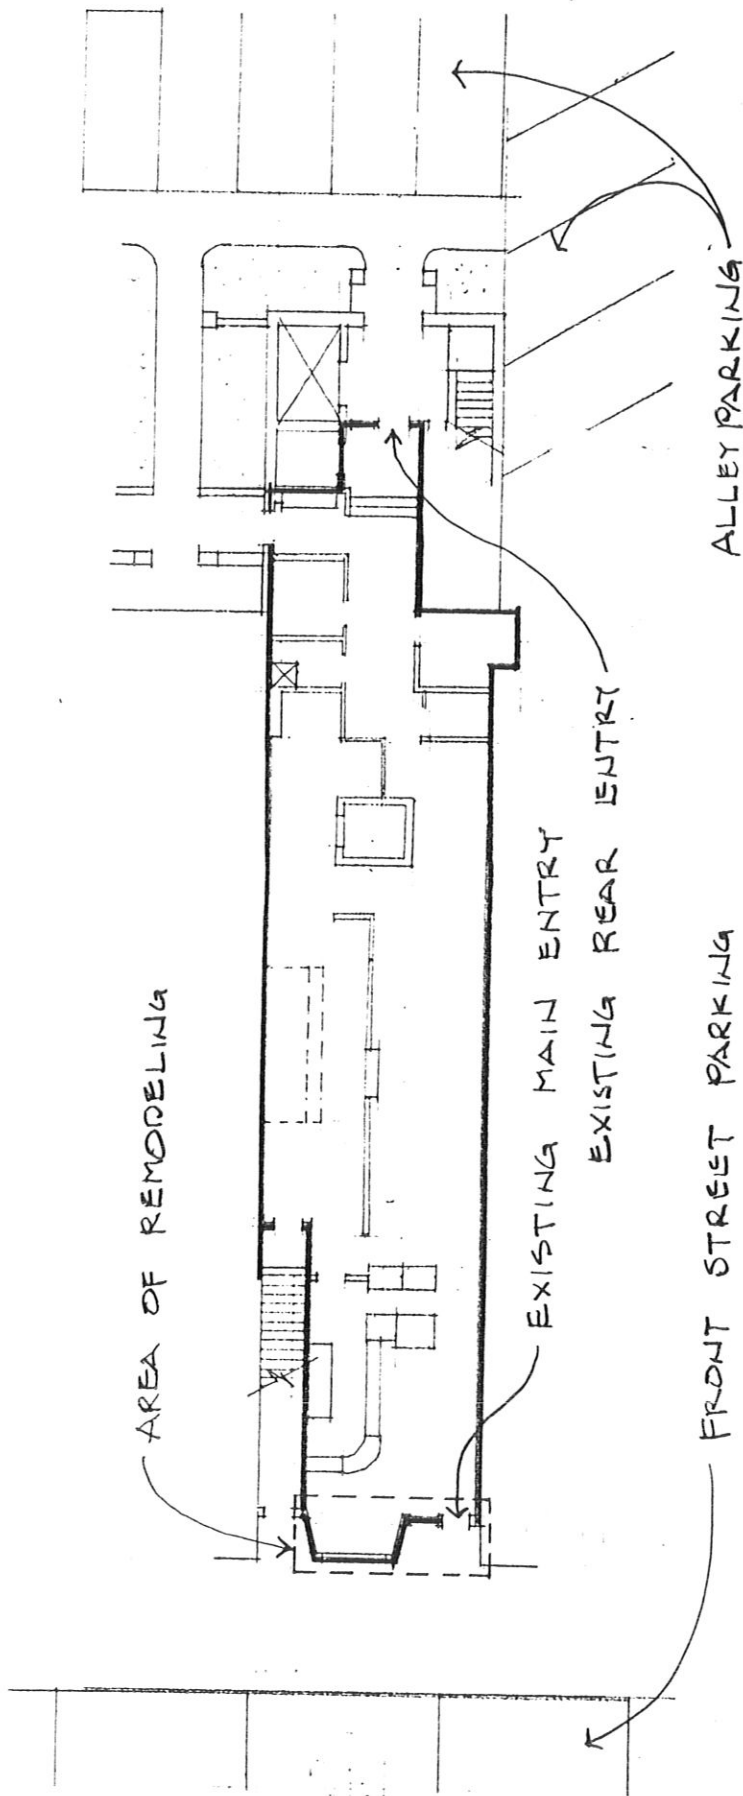 AREA OF REMODELING
EXISTING MAIN ENTRY
EXISTING REAR ENTRY
FRONT STREET PARKING
ALLEY PARKING